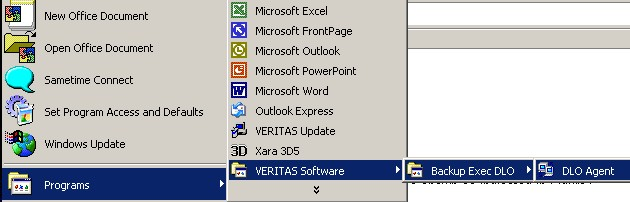 New Office Document
Open Office Document
Sametime Connect
Set Program Access and Defaults
Windows Update
Programs
Microsoft Excel
Microsoft FrontPage
Microsoft Outlook
Microsoft PowerPoint
Microsoft Word
Outlook Express
VERITAS Update
3D Xara 3D5
VERITAS Software
Backup Exec DLO
DLO Agent